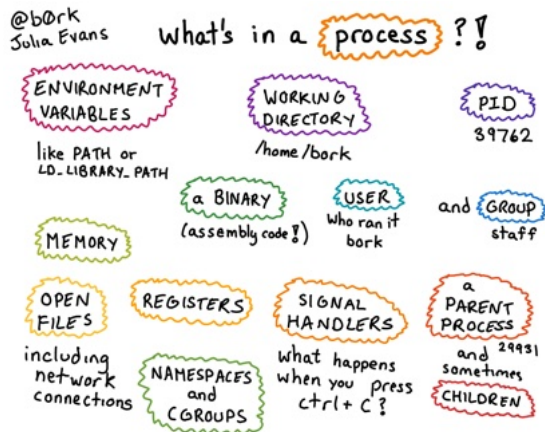 @b0rk
Julia Evans
what's in a process ?!
ENVIRONMENT
VARIABLES
like PATH or
LD_LIBRARY_PATH
WORKING
DIRECTORY
/home/bork
PID
39762
MEMORY
a BINARY
(assembly code!)
USER
who ran it
bork
and GROUP
staff
OPEN
FILES
including
network
connections
REGISTERS
NAMESPACES
and
CGROUPS
SIGNAL
HANDLERS
what happens
when you press
ctrl + C?
a
PARENT
PROCESS
29931
and
sometimes
CHILDREN